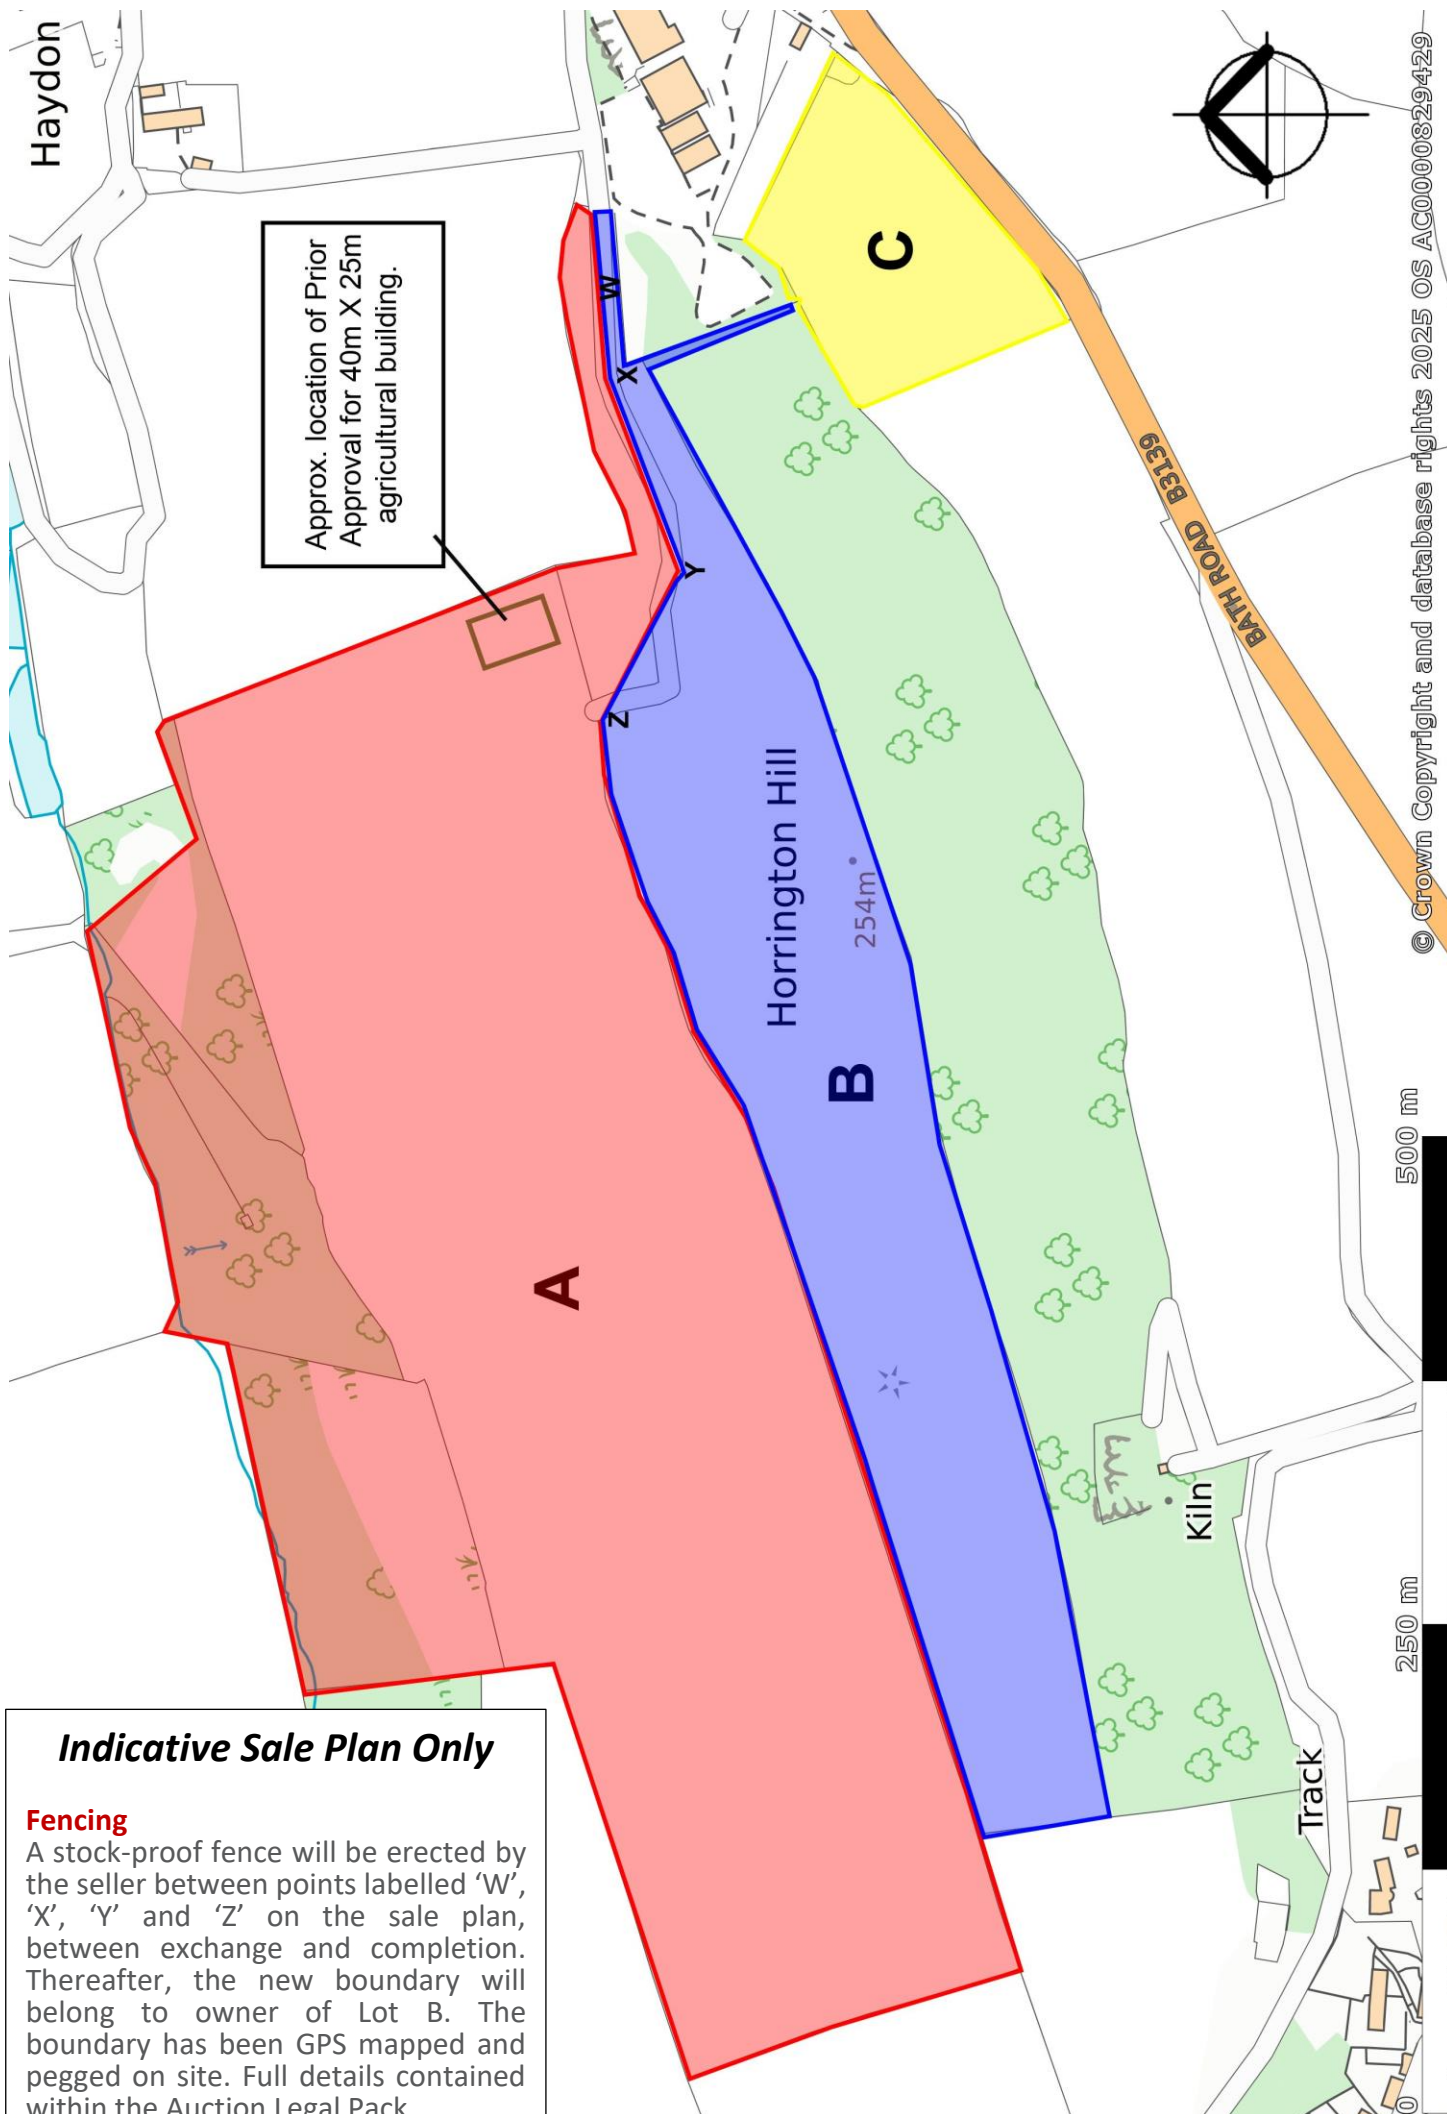 Haydon
Approx. location of Prior
Approval for 40m X 25m
agricultural building.
W
X
Y
Z
C
Horrington Hill
254m
B
A
BATH ROAD B3139
Kiln
Track
500 m
250 m
0
© Crown Copyright and database rights 2025 OS AC0000829429
Indicative Sale Plan Only
Fencing
A stock-proof fence will be erected by
the seller between points labelled ‘W’,
‘X’, ‘Y’ and ‘Z’ on the sale plan,
between exchange and completion.
Thereafter, the new boundary will
belong to owner of Lot B. The
boundary has been GPS mapped and
pegged on site. Full details contained
within the Auction Legal Pack